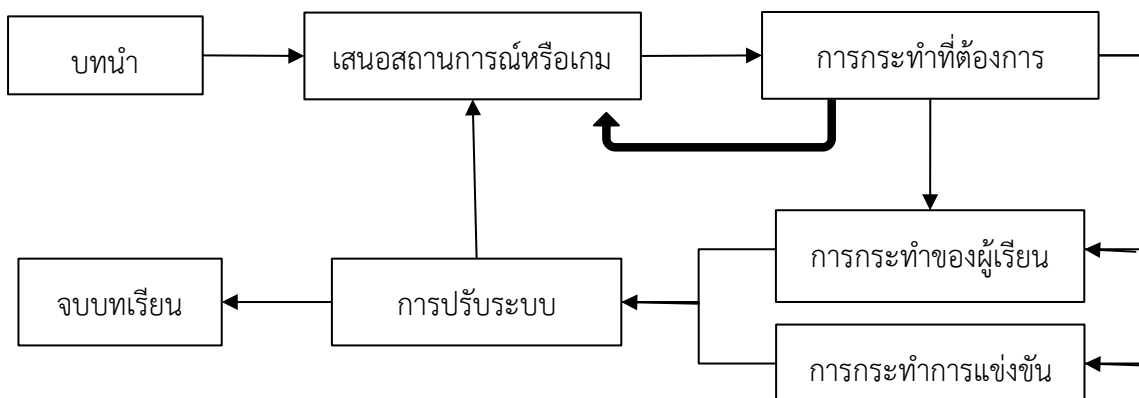 บทนำ
เสนอสถานการณ์หรือเกม
การกระทำที่ต้องการ
การกระทำของผู้เรียน
จบบทเรียน
การปรับระบบ
การกระทำการแข่งขัน